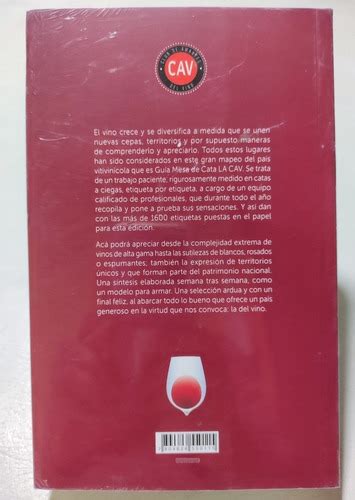 CLUB DE AMANTES
CAV
DEL VINO
El vino crece y se diversifica a medida que se unen
nuevas cepas, territorios y por supuesto maneras
de comprenderlo y apreciarlo. Todos estos lugares
han sido considerados en este gran mapeo del país
vitivinícola que es Guía Mesa de Cata LA CAV. Se trata
de un trabajo paciente, rigurosamente medido en catas
a ciegas, etiqueta por etiqueta, a cargo de un equipo
calificado de profesionales, que durante todo el año
recopila y pone a prueba sus sensaciones. Y así dan
con las más de 1600 etiquetas puestas en el papel
para esta edición.
Acá podrá apreciar desde la complejidad extrema de
vinos de alta gama hasta las sutilezas de blancos, rosados
o espumantes; también la expresión de territorios
únicos y que forman parte del patrimonio nacional.
Una síntesis elaborada semana tras semana, como
un modelo para armar. Una selección ardua y con un
final feliz, al abarcar todo lo bueno que ofrece un país
generoso en la virtud que nos convoca: la del vino.